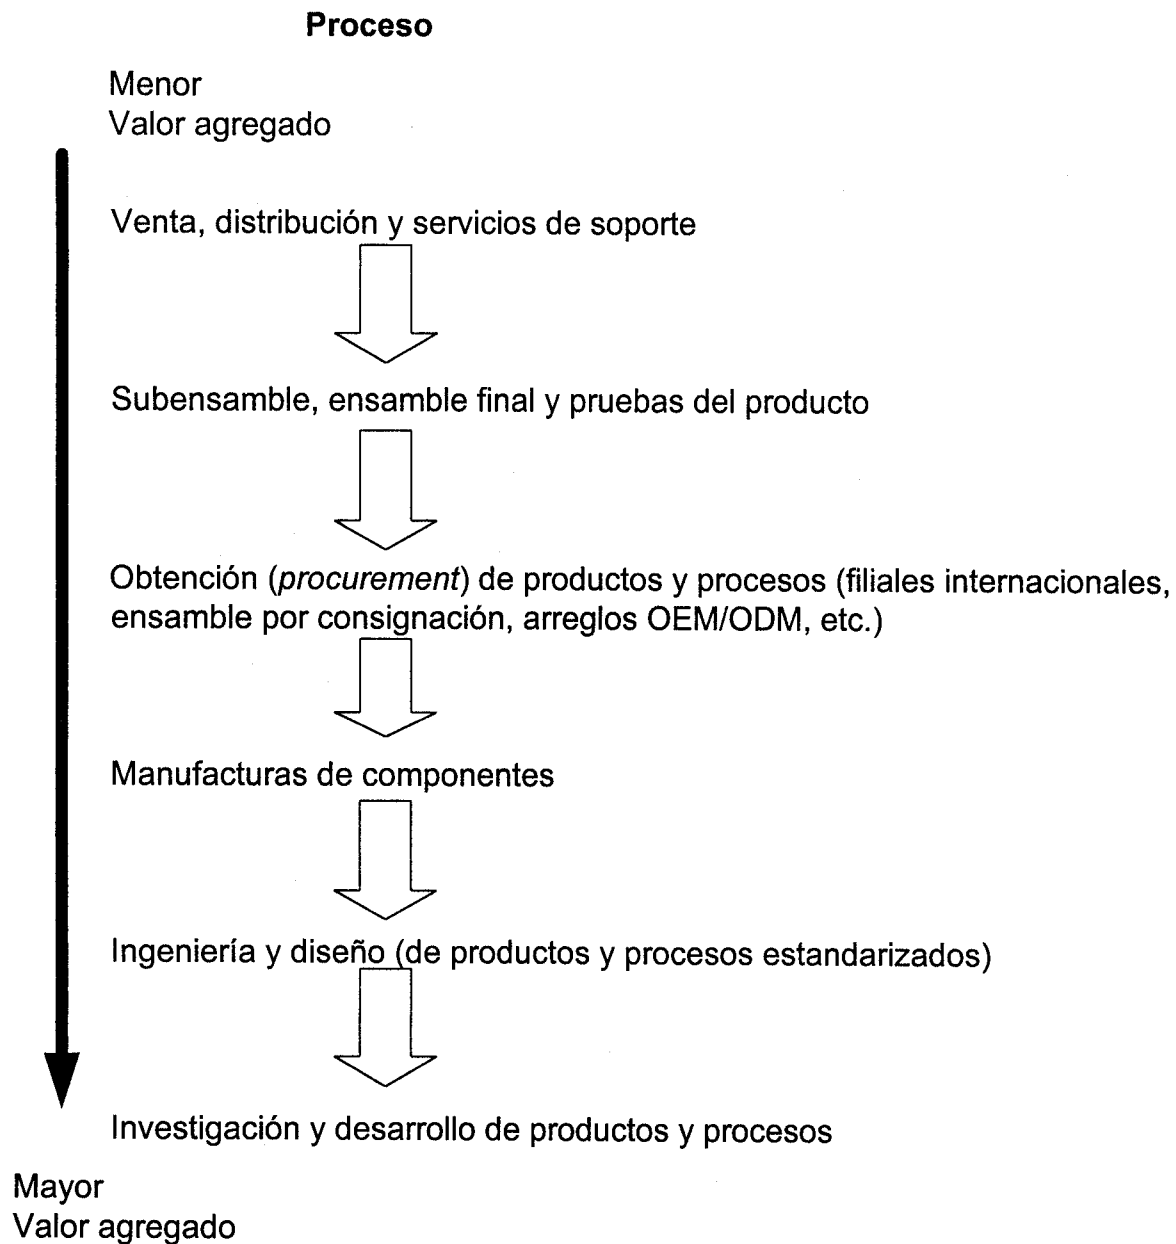 Proceso
Menor
Valor agregado
Venta, distribución y servicios de soporte
Subensamble, ensamble final y pruebas del producto
Obtención (procurement) de productos y procesos (filiales internacionales,
ensamble por consignación, arreglos OEM/ODM, etc.)
Manufacturas de componentes
Ingeniería y diseño (de productos y procesos estandarizados)
Investigación y desarrollo de productos y procesos
Mayor
Valor agregado